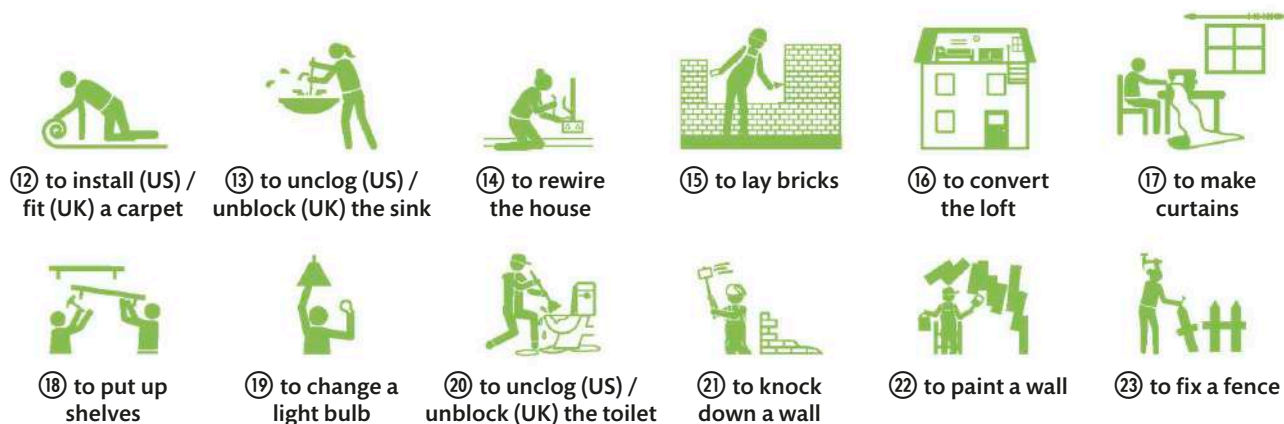 ⑫ to install (US) /
fit (UK) a carpet
⑬ to unclog (US) /
unblock (UK) the sink
⑭ to rewire
the house
⑮ to lay bricks
⑯ to convert
the loft
⑰ to make
curtains
⑱ to put up
shelves
⑲ to change a
light bulb
⑳ to unclog (US) /
unblock (UK) the toilet
㉑ to knock
down a wall
㉒ to paint a wall
㉓ to fix a fence